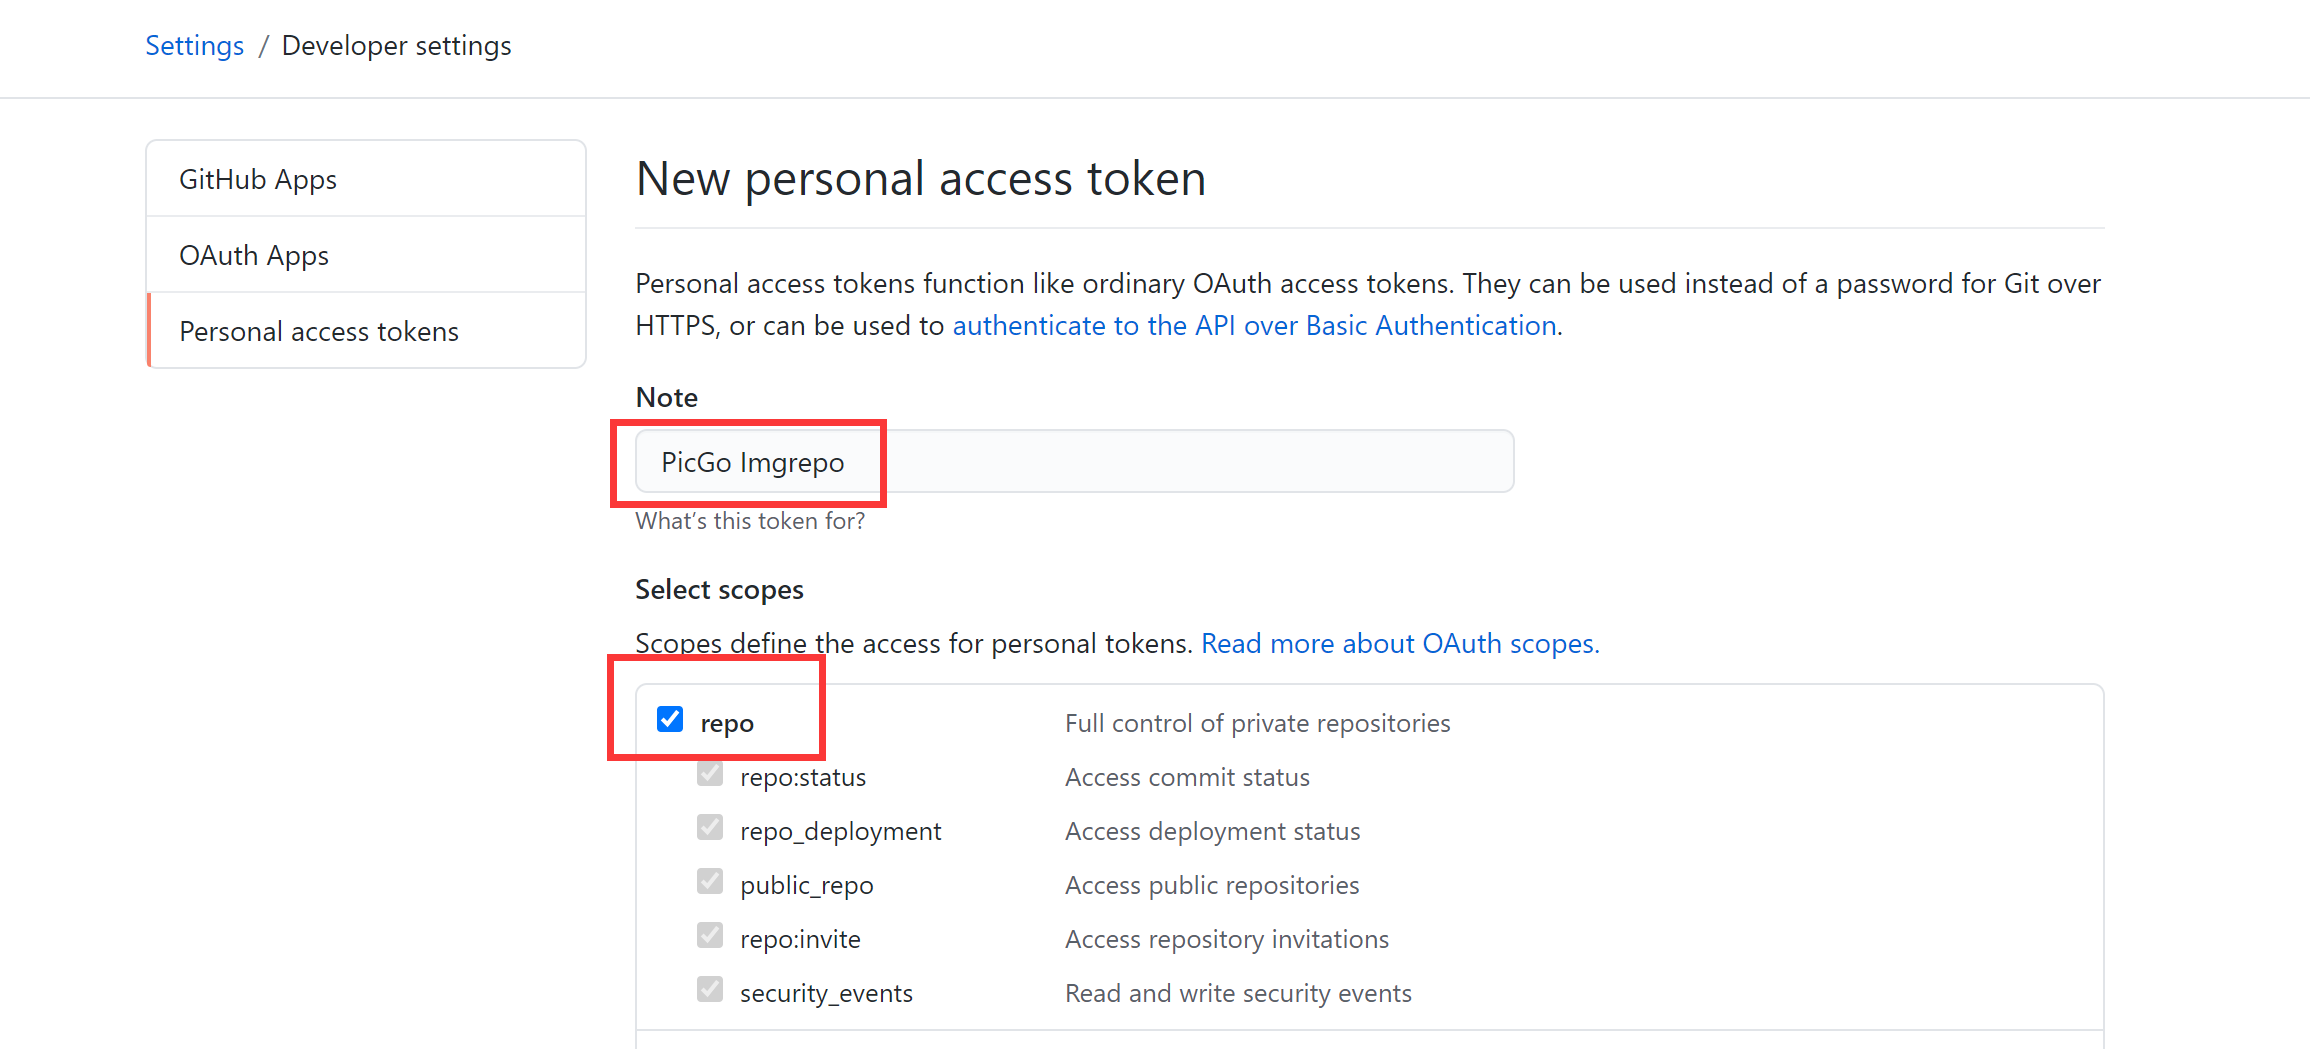 Settings / Developer settings
GitHub Apps
OAuth Apps
Personal access tokens
New personal access token
Personal access tokens function like ordinary OAuth access tokens. They can be used instead of a password for Git over
HTTPS, or can be used to authenticate to the API over Basic Authentication.
Note
PicGo Imgrepo
What's this token for?
Select scopes
Scopes define the access for personal tokens. Read more about OAuth scopes.
repo Full control of private repositories
repo:status Access commit status
repo_deployment Access deployment status
public_repo Access public repositories
repo:invite Access repository invitations
security_events Read and write security events